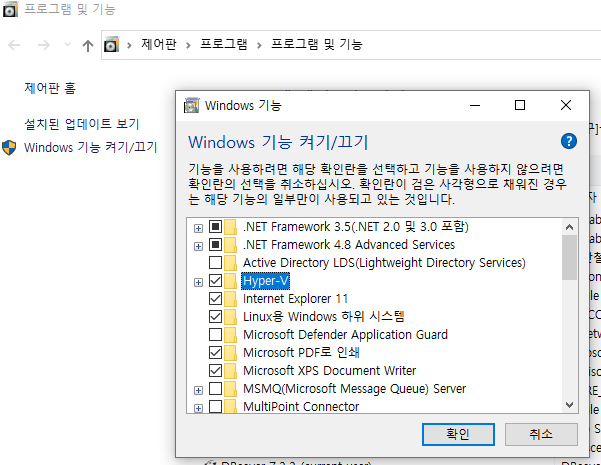 프로그램 및 기능
제어판 프로그램 프로그램 및 기능
제어판 홈
설치된 업데이트 보기
Windows 기능 켜기/끄기
Windows 기능
Windows 기능 켜기/끄기
기능을 사용하려면 해당 확인란을 선택하고 기능을 사용하지 않으려면
확인란의 선택을 취소하십시오. 확인란이 검은 사각형으로 채워진 경우
는 해당 기능의 일부만이 사용되고 있는 것입니다.
.NET Framework 3.5(.NET 2.0 및 3.0 포함)
.NET Framework 4.8 Advanced Services
Active Directory LDS(Lightweight Directory Services)
Hyper-V
Internet Explorer 11
Linux용 Windows 하위 시스템
Microsoft Defender Application Guard
Microsoft PDF로 인쇄
Microsoft XPS Document Writer
MSMQ(Microsoft Message Queue) Server
MultiPoint Connector
확인 취소